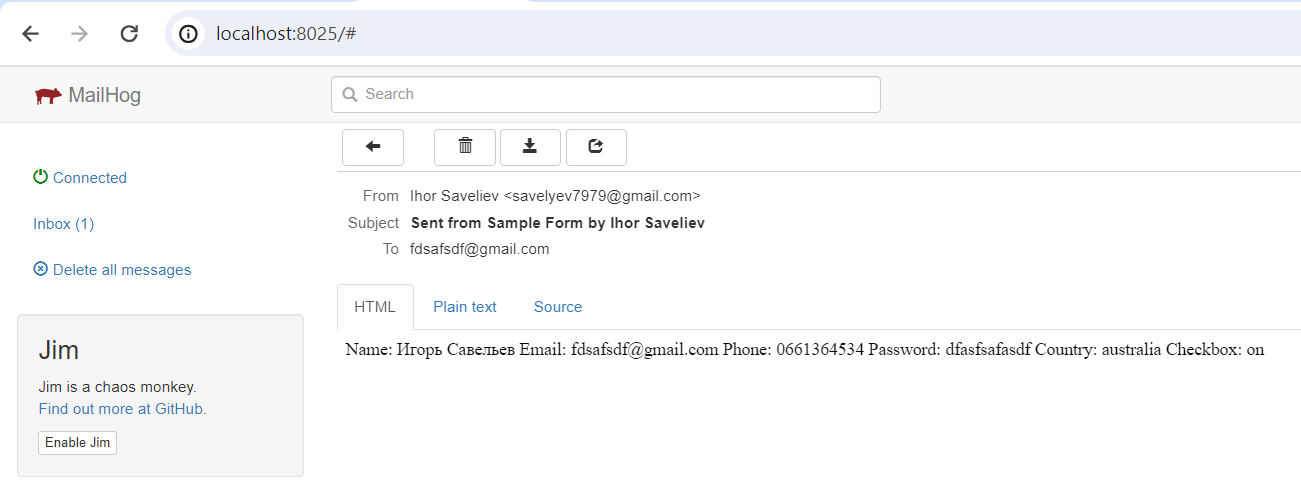 localhost:8025/#
MailHog
Search
Connected
Inbox (1)
Delete all messages
Jim
Jim is a chaos monkey.
Find out more at GitHub.
Enable Jim
From Ihor Saveliev <savelyev7979@gmail.com>
Subject Sent from Sample Form by Ihor Saveliev
To fdsafsdf@gmail.com
HTML Plain text Source
Name: Игорь Савельев Email: fdsafsdf@gmail.com Phone: 0661364534 Password: dfasfsafasdf Country: australia Checkbox: on